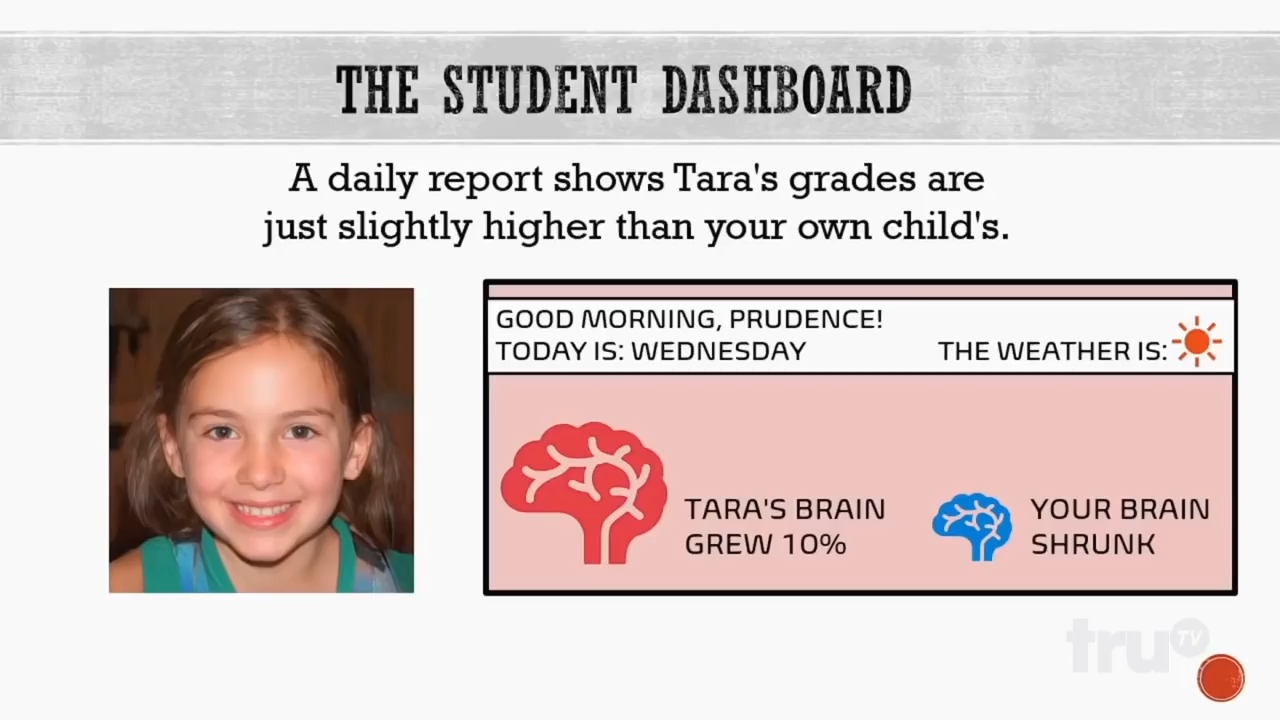 THE STUDENT DASHBOARD
A daily report shows Tara's grades are
just slightly higher than your own child's.
GOOD MORNING, PRUDENCE!
TODAY IS: WEDNESDAY THE WEATHER IS:
TARA'S BRAIN
GREW 10%
YOUR BRAIN
SHRUNK
truTV